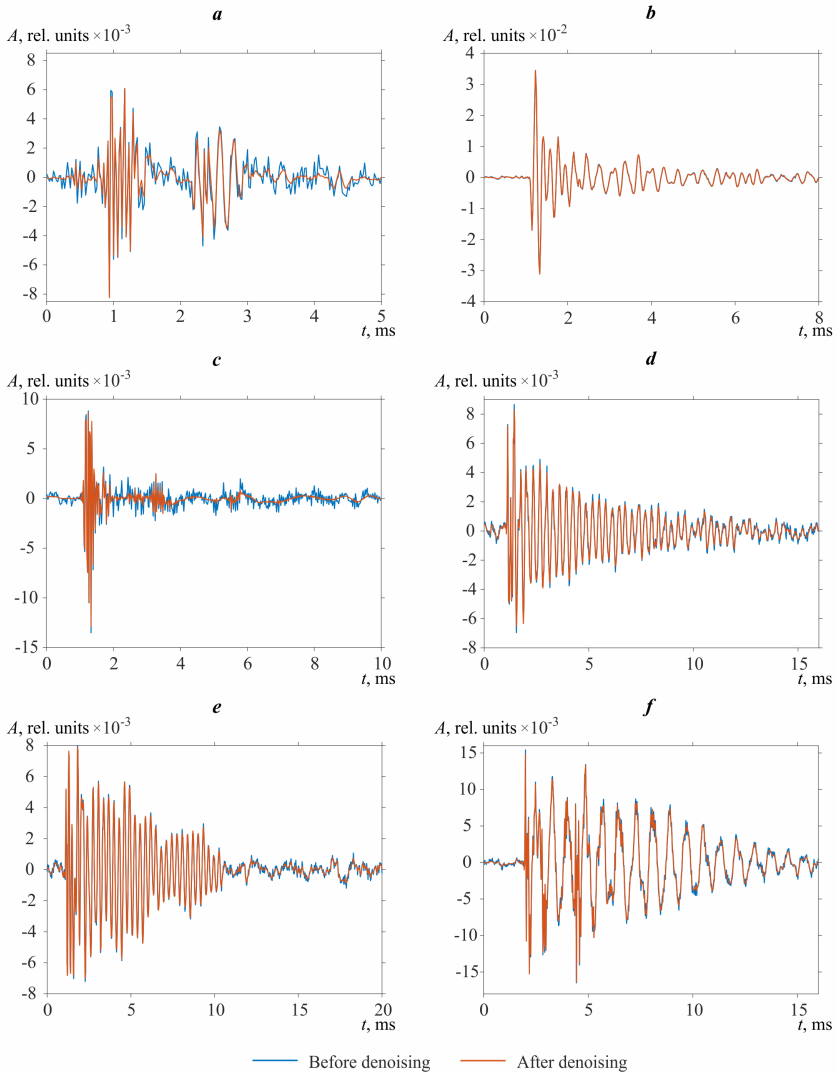 a
A, rel. units ×10-3
8
6
4
2
0
-2
-4
-6
-8
0 1 2 3 4 5
t, ms
b
A, rel. units ×10-2
4
3
2
1
0
-1
-2
-3
-4
0 2 4 6 8
t, ms
c
A, rel. units ×10-3
10
5
0
-5
-10
-15
0 2 4 6 8 10
t, ms
d
A, rel. units ×10-3
8
6
4
2
0
-2
-4
-6
-8
0 5 10 15
t, ms
e
A, rel. units ×10-3
8
6
4
2
0
-2
-4
-6
-8
0 5 10 15 20
t, ms
f
A, rel. units ×10-3
15
10
5
0
-5
-10
-15
0 5 10 15
t, ms
Before denoising After denoising